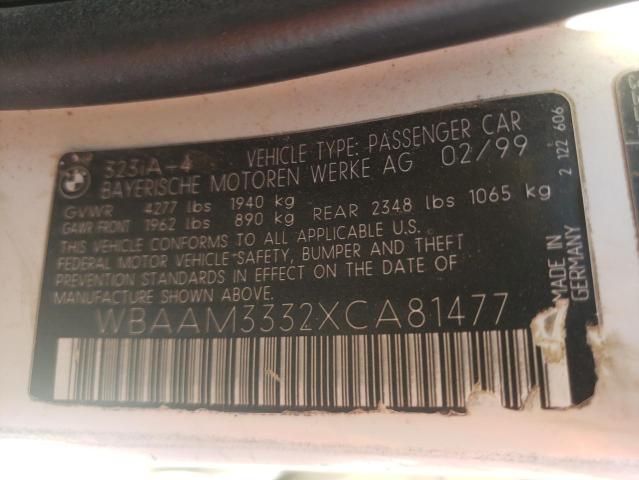 BMW
323iA-4 VEHICLE TYPE: PASSENGER CAR
BAYERISCHE MOTOREN WERKE AG 02/99
GVWR 4277 lbs 1940 kg
GAWR FRONT 1962 lbs 890 kg REAR 2348 lbs 1065 kg
THIS VEHICLE CONFORMS TO ALL APPLICABLE U.S.
FEDERAL MOTOR VEHICLE SAFETY, BUMPER AND THEFT
PREVENTION STANDARDS IN EFFECT ON THE DATE OF
MANUFACTURE SHOWN ABOVE.
WBAAM3332XCA81477
MADE IN
GERMANY
2 122 606